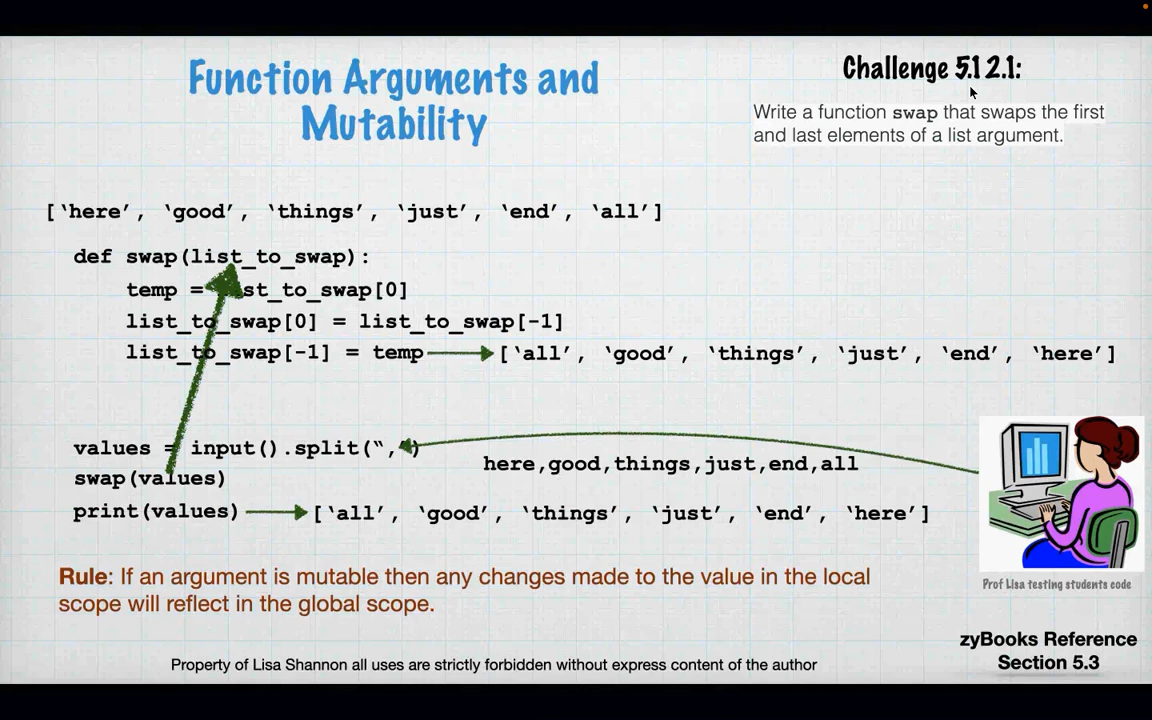 Function Arguments and
Mutability
Challenge 5.1 2.1:
Write a function swap that swaps the first
and last elements of a list argument.
[‘here’, ‘good’, ‘things’, ‘just’, ‘end’, ‘all’]
def swap(list_to_swap):
temp = st_to_swap[0]
list_to_swap[0] = list_to_swap[-1]
list_to_swap[-1] = temp
[‘all’, ‘good’, ‘things’, ‘just’, ‘end’, ‘here’]
values = input().split(“,”)
here,good,things,just,end,all
swap(values)
print(values)
[‘all’, ‘good’, ‘things’, ‘just’, ‘end’, ‘here’]
Prof Lisa testing students code
Rule: If an argument is mutable then any changes made to the value in the local
scope will reflect in the global scope.
zyBooks Reference
Section 5.3
Property of Lisa Shannon all uses are strictly forbidden without express content of the author